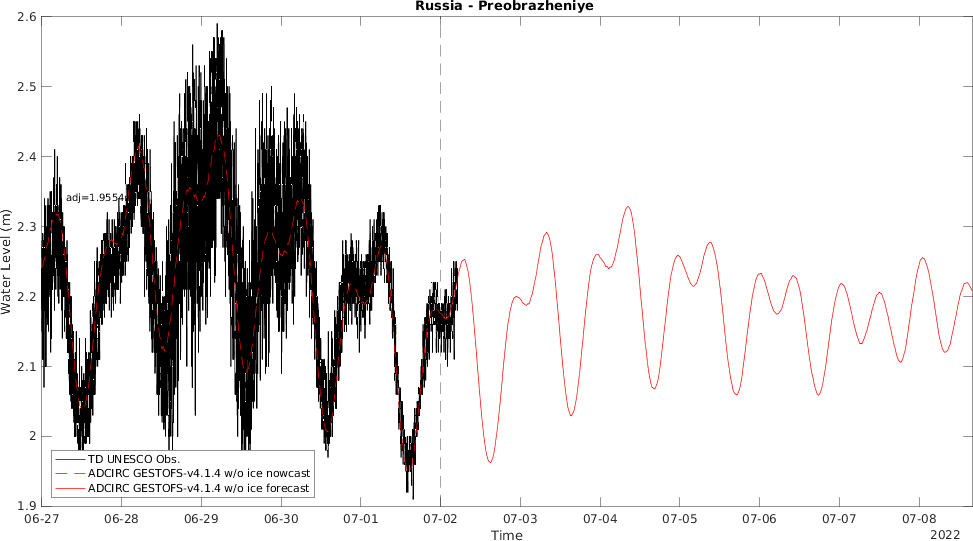 Russia - Preobrazheniye
2.6
2.5
2.4
2.3
2.2
2.1
2
1.9
Water Level (m)
adj=1.9554
TD UNESCO Obs.
ADCIRC GESTOFS-v4.1.4 w/o ice nowcast
ADCIRC GESTOFS-v4.1.4 w/o ice forecast
06-27 06-28 06-29 06-30 07-01 07-02 07-03 07-04 07-05 07-06 07-07 07-08
Time
2022